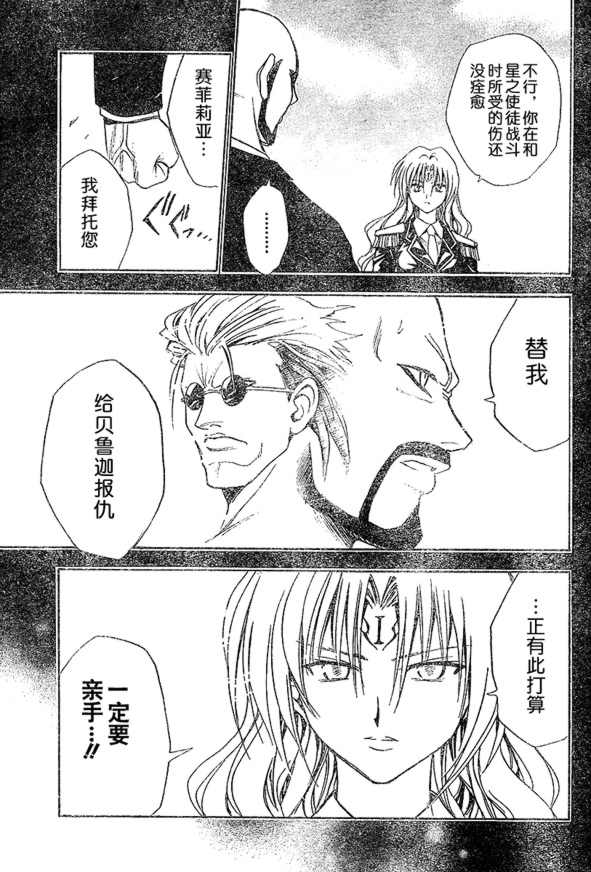 不行，你在和
星之使徒战斗
时所受的伤还
没痊愈
………
赛菲莉亚…
我拜托您
替我
给贝鲁迦报仇
…正有此打算
I
一定要
亲手…!!